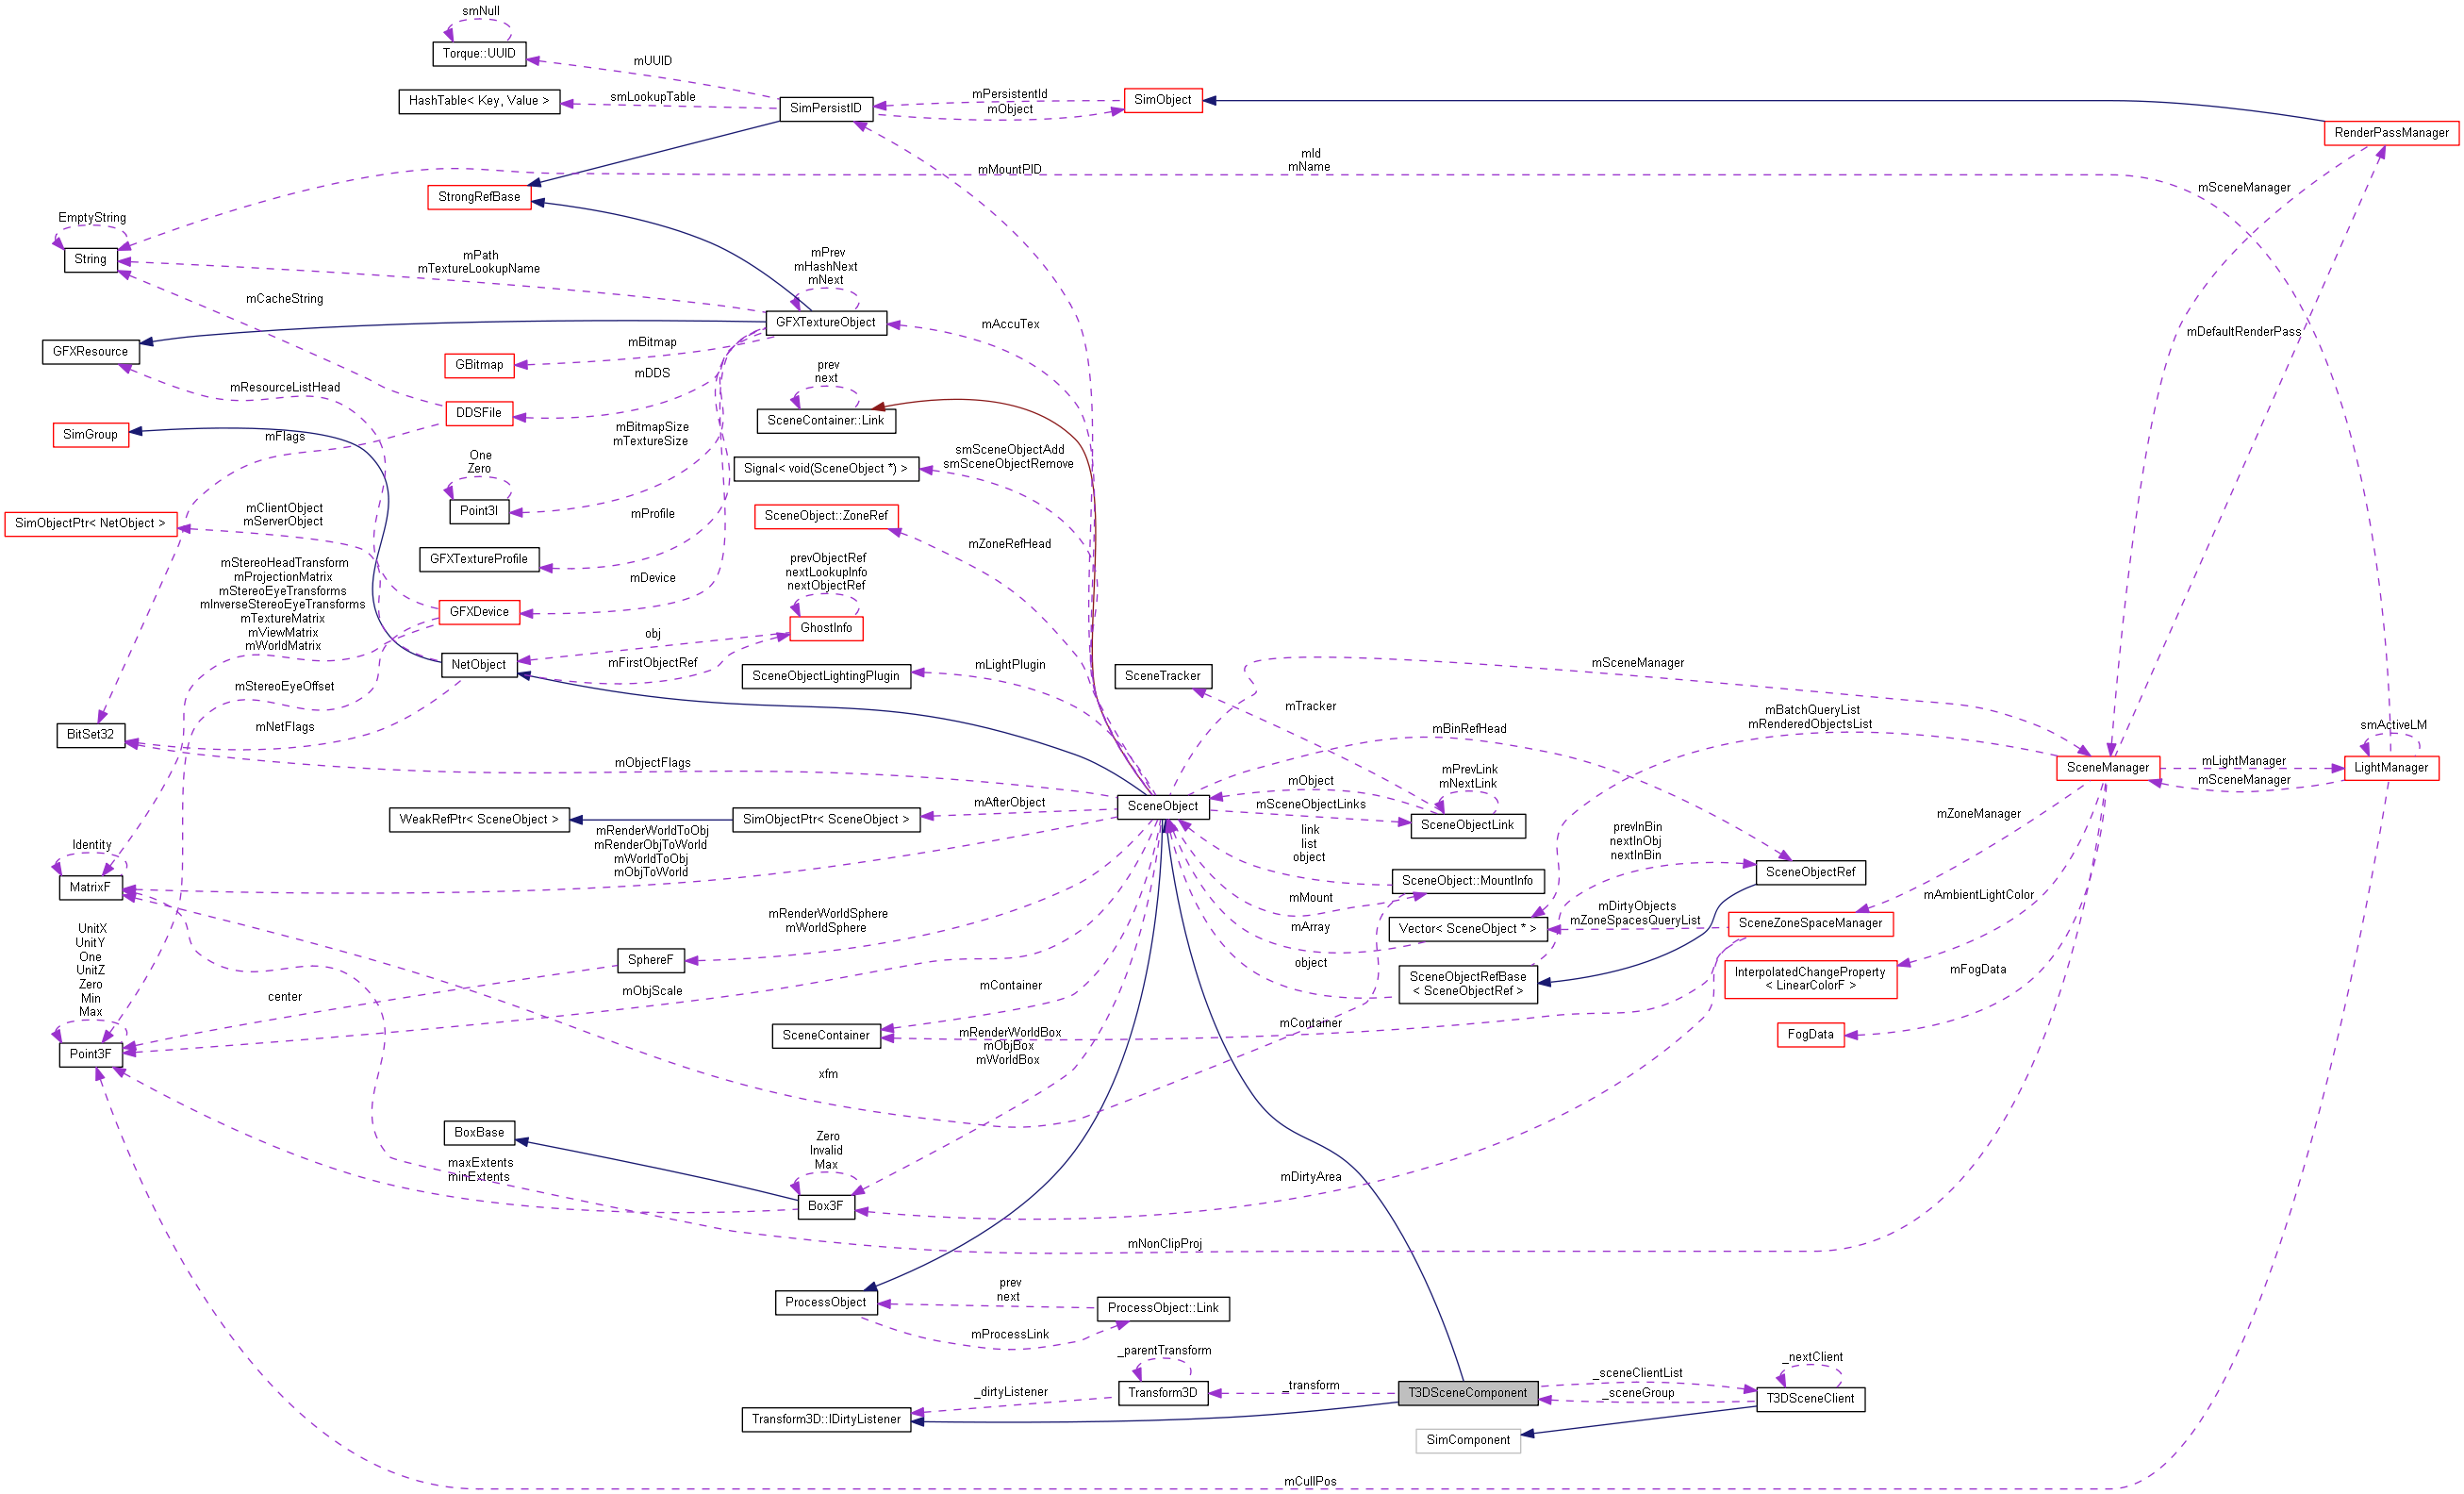 smNull
Torque::UUID
mUUID
HashTable< Key, Value >
smLookupTable
SimPersistID
mPersistentId
mObject
SimObject
RenderPassManager
mId
mName
mMountPID
StrongRefBase
mSceneManager
EmptyString
String
mPath
mTextureLookupName
mPrev
mHashNext
mNext
mCacheString
GFXTextureObject
mAccuTex
mDefaultRenderPass
GFXResource
mBitmap
GBitmap
mDDS
prev
next
mResourceListHead
DDSFile
SceneContainer::Link
SimGroup
mFlags
mBitmapSize
mTextureSize
One
Zero
Signal< void(SceneObject *) >
smSceneObjectAdd
smSceneObjectRemove
Point3I
mProfile
SceneObject::ZoneRef
SimObjectPtr< NetObject >
mClientObject
mServerObject
mZoneRefHead
GFXTextureProfile
mStereoHeadTransform
mProjectionMatrix
mStereoEyeTransforms
mInverseStereoEyeTransforms
mTextureMatrix
mViewMatrix
mWorldMatrix
mDevice
prevObjectRef
nextLookupInfo
nextObjectRef
GFXDevice
GhostInfo
obj
NetObject
mFirstObjectRef
SceneObjectLightingPlugin
mLightPlugin
SceneTracker
mSceneManager
mStereoEyeOffset
mTracker
mBatchQueryList
mRenderedObjectsList
BitSet32
mNetFlags
mBinRefHead
smActiveLM
mObjectFlags
mPrevLink
mNextLink
SceneManager
mLightManager
mSceneManager
LightManager
mObject
WeakRefPtr< SceneObject >
SimObjectPtr< SceneObject >
mAfterObject
SceneObject
mSceneObjectLinks
SceneObjectLink
mZoneManager
mRenderWorldToObj
mRenderObjToWorld
mWorldToObj
mObjToWorld
link
list
object
prevInBin
nextInObj
nextInBin
Identity
MatrixF
SceneObject::MountInfo
SceneObjectRef
mMount
mAmbientLightColor
mRenderWorldSphere
mWorldSphere
mArray
Vector< SceneObject * >
mDirtyObjects
mZoneSpacesQueryList
SceneZoneSpaceManager
UnitX
UnitY
One
UnitZ
Zero
Min
Max
SphereF
object
SceneObjectRefBase
< SceneObjectRef >
InterpolatedChangeProperty
< LinearColorF >
mFogData
center
mObjScale
mContainer
SceneContainer
mContainer
FogData
mRenderWorldBox
mObjBox
mWorldBox
Point3F
xfm
BoxBase
Zero
Invalid
Max
maxExtents
minExtents
Box3F
mDirtyArea
mNonClipProj
prev
next
ProcessObject
ProcessObject::Link
mProcessLink
_parentTransform
_nextClient
_dirtyListener
Transform3D
_transform
T3DSceneComponent
_sceneClientList
_sceneGroup
T3DSceneClient
Transform3D::IDirtyListener
SimComponent
mCullPos